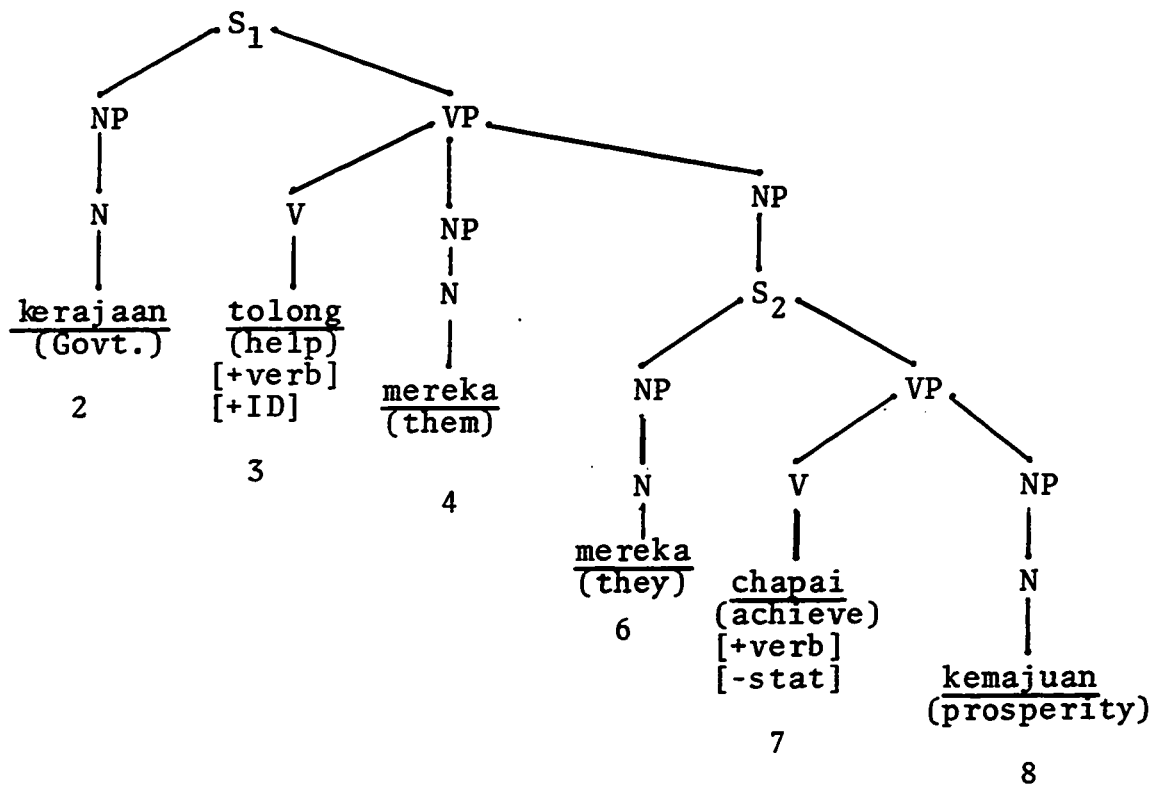 S1
NP VP
N V NP NP
kerajaan tolong N S2
(Govt.) (help)
[+verb] mereka NP VP
2 [+ID] (them)
3 4 N V NP
mereka chapai N
(they) (achieve)
6 [+verb]
[-stat] kemajuan
(prosperity)
7 8